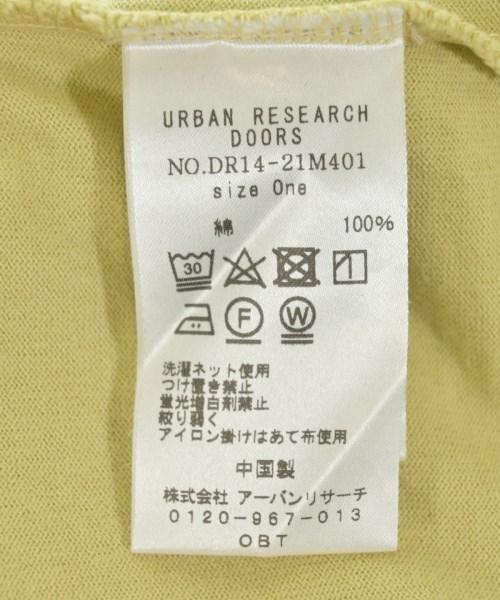 URBAN RESEARCH
DOORS
NO.DR14-21M401
size One
綿 100%
30
F W
洗濯ネット使用
つけ置き禁止
蛍光増白剤禁止
絞り弱く
アイロン掛けはあて布使用
中国製
株式会社 アーバンリサーチ
0120-967-013
OBT